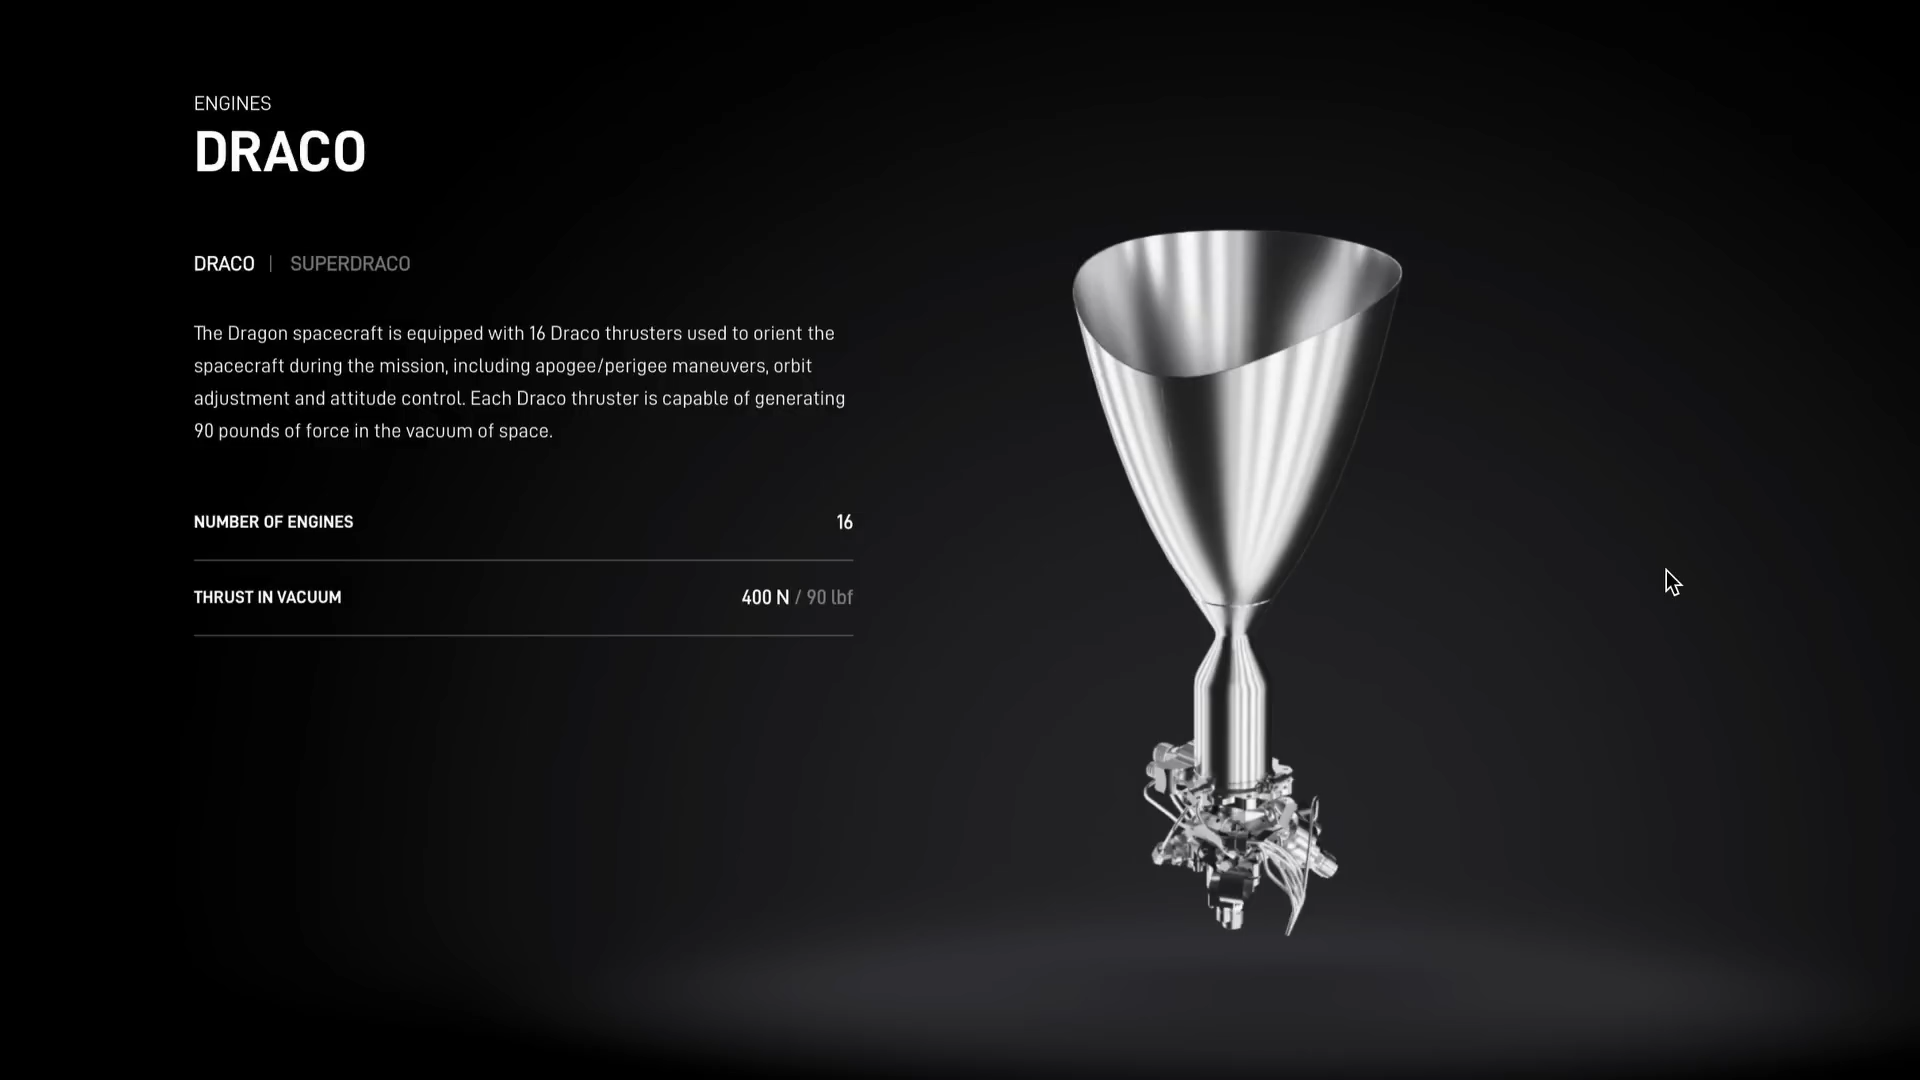 ENGINES
DRACO
DRACO | SUPERDRACO
The Dragon spacecraft is equipped with 16 Draco thrusters used to orient the
spacecraft during the mission, including apogee/perigee maneuvers, orbit
adjustment and attitude control. Each Draco thruster is capable of generating
90 pounds of force in the vacuum of space.
NUMBER OF ENGINES 16
THRUST IN VACUUM 400 N / 90 lbf